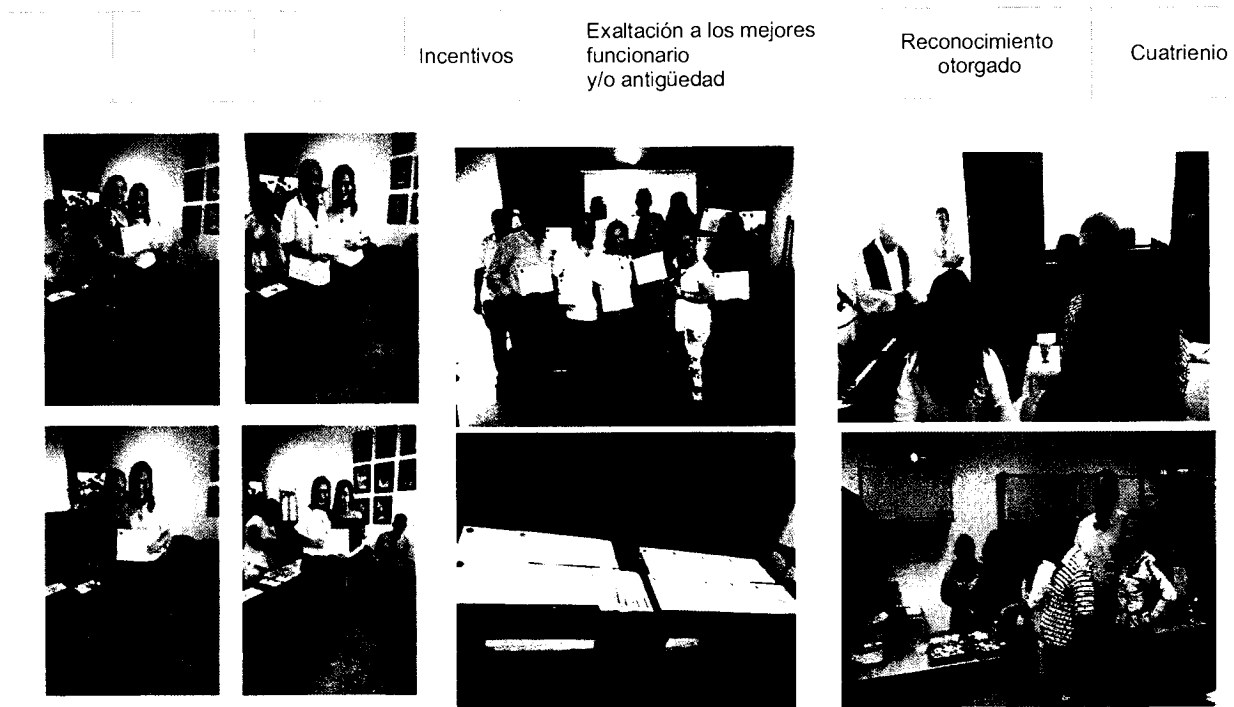 Incentivos
Exaltación a los mejores
funcionario
y/o antigüedad
Reconocimiento
otorgado
Cuatrienio